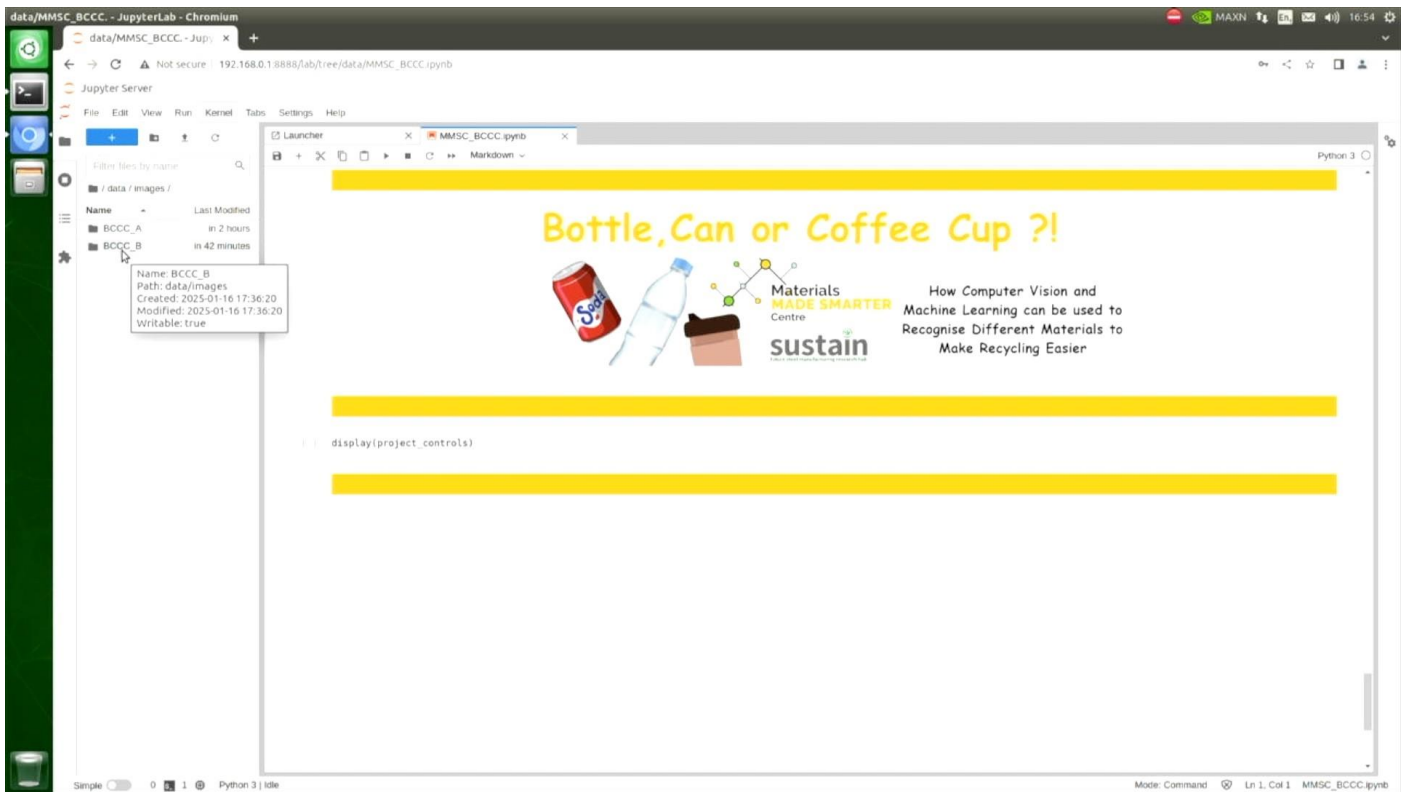 data/MMSC_BCCC. - JupyterLab - Chromium
MAXN
En
16:54
data/MMSC_BCCC. - Jupy
Not secure
192.168.0.1:8888/lab/tree/data/MMSC_BCCC.ipynb
Jupyter Server
File Edit View Run Kernel Tabs Settings Help
Launcher
MMSC_BCCC.ipynb
Markdown
Python 3
Filter files by name
/ data / images /
Name
Last Modified
BCCC_A
in 2 hours
BCCC_B
in 42 minutes
Name: BCCC_B
Path: data/images
Created: 2025-01-16 17:36:20
Modified: 2025-01-16 17:36:20
Writable: true
Bottle,Can or Coffee Cup ?!
Soda
Materials
MADE SMARTER
Centre
sustain
How Computer Vision and
Machine Learning can be used to
Recognise Different Materials to
Make Recycling Easier
display(project_controls)
Simple
0
1
Python 3 | Idle
Mode: Command
Ln 1, Col 1
MMSC_BCCC.ipynb